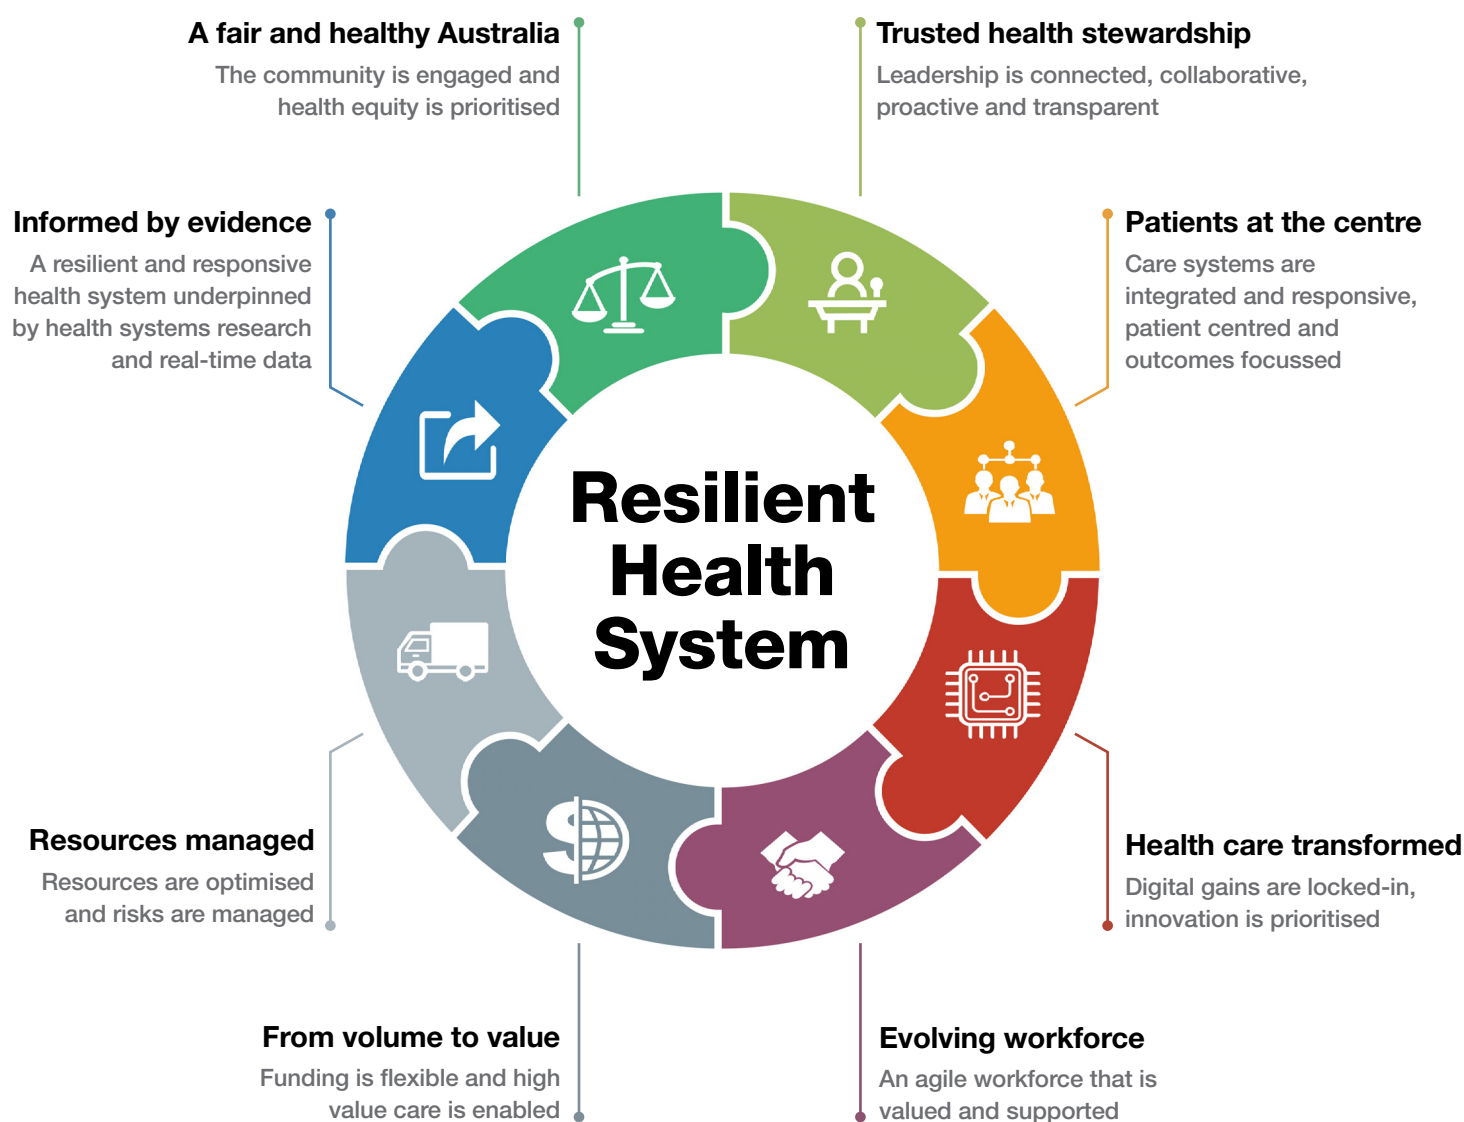 A fair and healthy Australia
The community is engaged and
health equity is prioritised
Trusted health stewardship
Leadership is connected, collaborative,
proactive and transparent
Informed by evidence
A resilient and responsive
health system underpinned
by health systems research
and real-time data
Patients at the centre
Care systems are
integrated and responsive,
patient centred and
outcomes focussed
Resilient
Health
System
Resources managed
Resources are optimised
and risks are managed
Health care transformed
Digital gains are locked-in,
innovation is prioritised
From volume to value
Funding is flexible and high
value care is enabled
Evolving workforce
An agile workforce that is
valued and supported